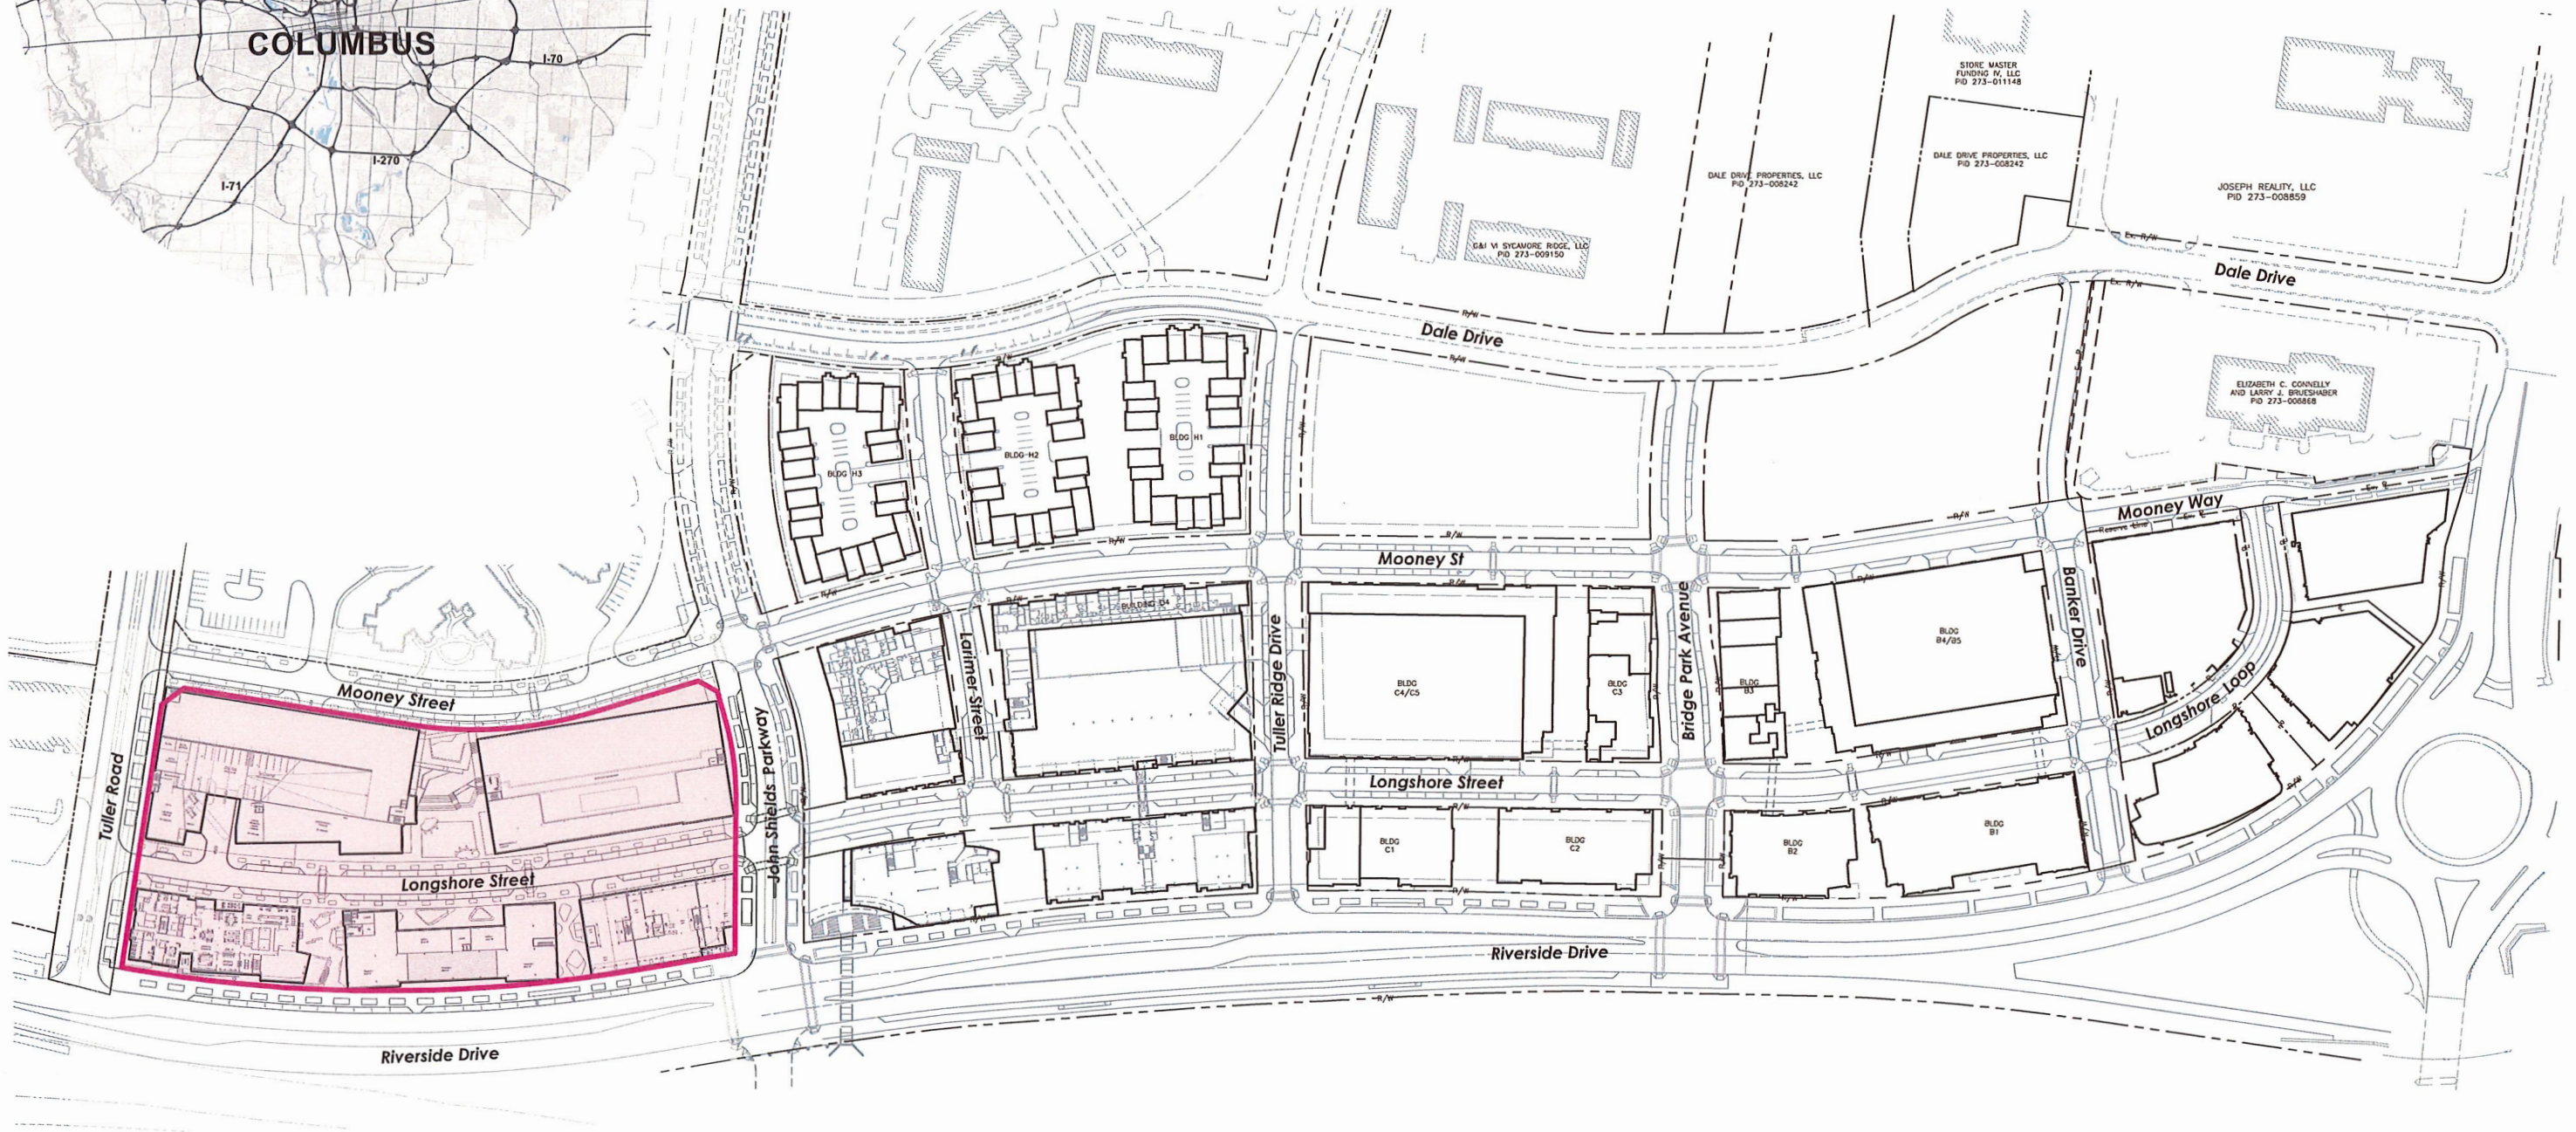 COLUMBUS
I-70
I-270
I-71
STORE MASTER
FUNDING IV, LLC
PID 273-011148
DALE DRIVE PROPERTIES, LLC
PID 273-008242
DALE DRIVE PROPERTIES, LLC
PID 273-008242
JOSEPH REALITY, LLC
PID 273-008859
G&I VI SYCAMORE RIDGE, LLC
PID 273-009150
Ex. R/W
Dale Drive
Ex. R/W
R/W
Dale Drive
R/W
R/W
ELIZABETH C. CONNELLY
AND LARRY J. BRUESHABER
PID 273-008868
BLDG H1
BLDG H2
BLDG H3
R/W
R/W
Mooney Way
Reserve Line
R/W
R/W
R/W
Mooney St
R/W
R/W
R/W
R/W
BUILDING D4
Larimer Street
Tuller Ridge Drive
Bridge Park Avenue
Banker Drive
BLDG
B4/B5
BLDG
C4/C5
BLDG
C3
BLDG
B3
Longshore Loop
Mooney Street
Tuller Road
John Shields Parkway
Longshore Street
R/W
R/W
BLDG
C1
BLDG
C2
BLDG
B2
BLDG
B1
Longshore Street
R/W
R/W
R/W
Riverside Drive
R/W
Riverside Drive